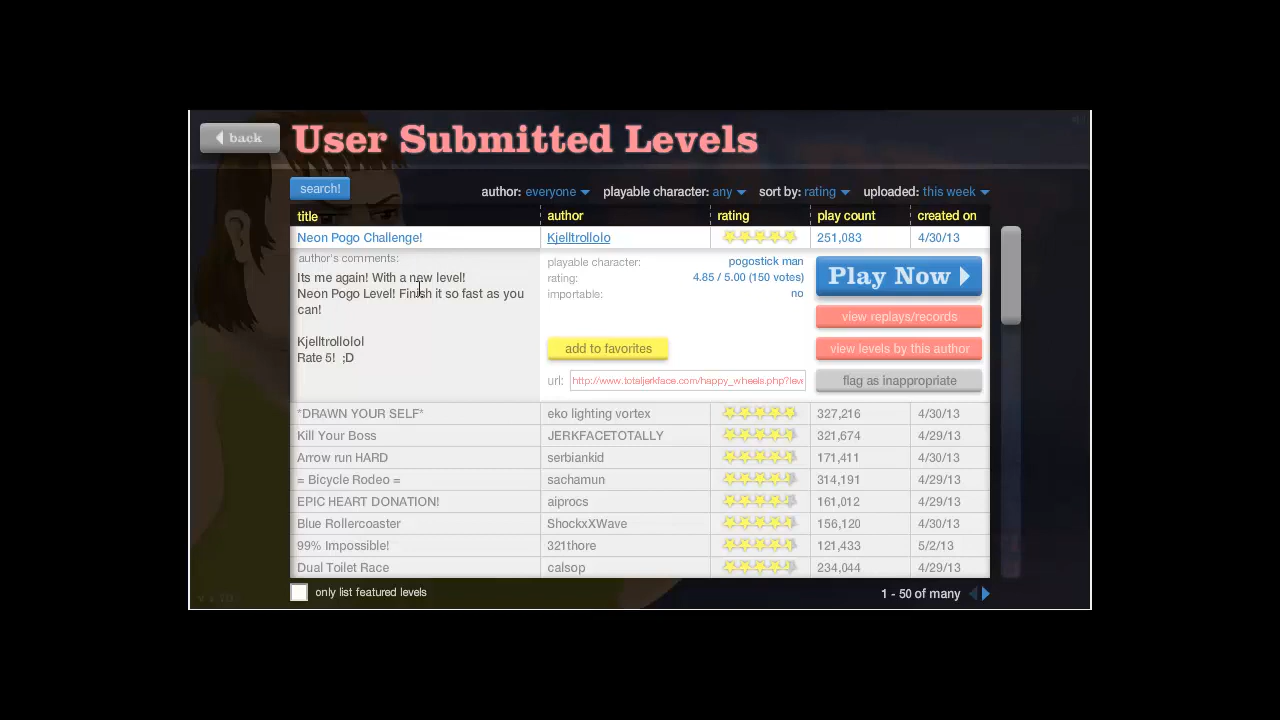 back
User Submitted Levels
search!
author: everyone playable character: any sort by: rating uploaded: this week
title author rating play count created on
Neon Pogo Challenge! Kjelltrollolo 251,083 4/30/13
author's comments:
Its me again! With a new level!
Neon Pogo Level! Finish it so fast as you
can!
Kjelltrollolol
Rate 5!  ;D
playable character: pogostick man
rating: 4.85 / 5.00 (150 votes)
importable: no
add to favorites
url: http://www.totaljerkface.com/happy_wheels.php?leve
Play Now
view replays/records
view levels by this author
flag as inappropriate
*DRAWN YOUR SELF* eko lighting vortex 327,216 4/30/13
Kill Your Boss JERKFACETOTALLY 321,674 4/29/13
Arrow run HARD serbiankid 171,411 4/30/13
= Bicycle Rodeo = sachamun 314,191 4/29/13
EPIC HEART DONATION! aiprocs 161,012 4/29/13
Blue Rollercoaster ShockxXWave 156,120 4/30/13
99% Impossible! 321thore 121,433 5/2/13
Dual Toilet Race calsop 234,044 4/29/13
only list featured levels 1 - 50 of many